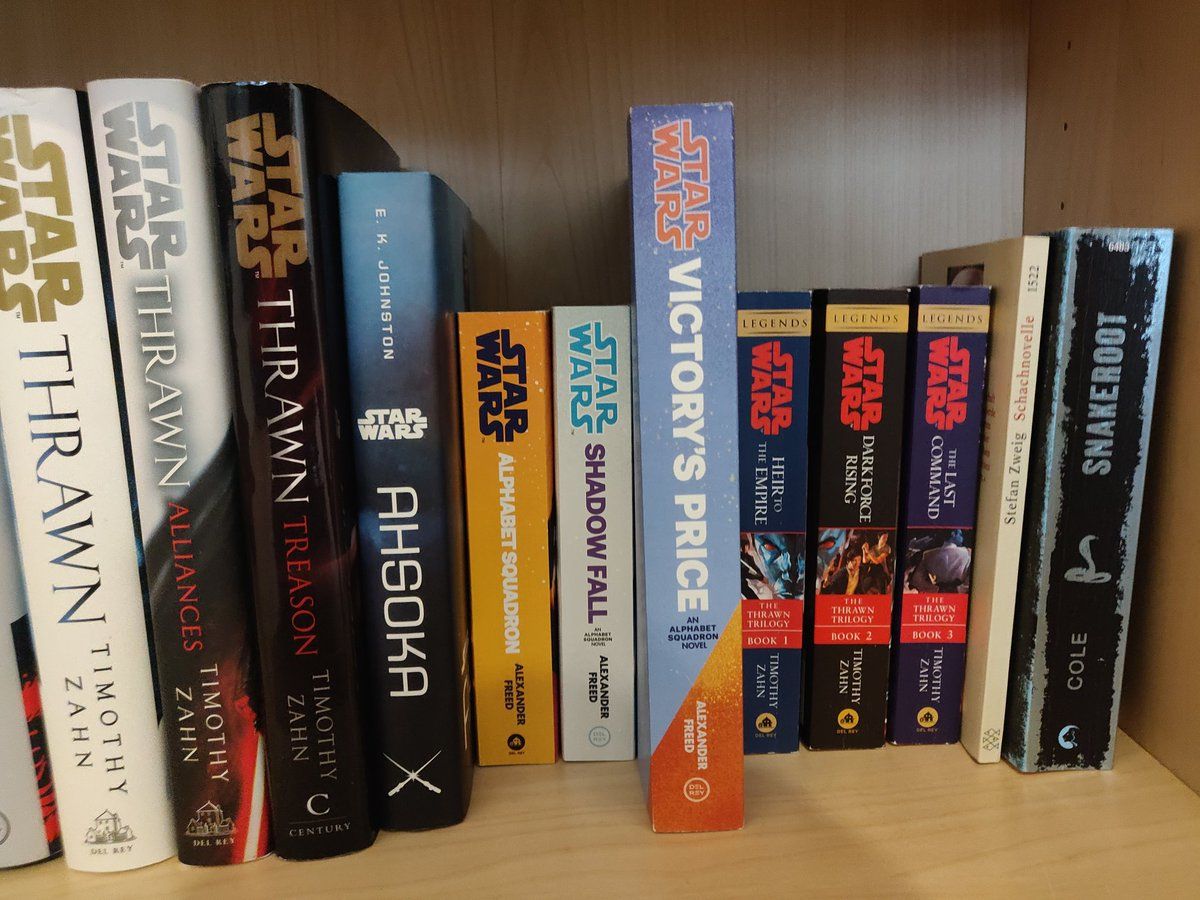 STAR
WARS
THRAWN
TIMOTHY
ZAHN
DEL REY
STAR
WARS
THRAWN
ALLIANCES
TIMOTHY
ZAHN
DEL REY
STAR
WARS
THRAWN
TREASON
TIMOTHY
ZAHN
C
CENTURY
E. K. JOHNSTON
STAR
WARS
AHSOKA
STAR
WARS
ALPHABET SQUADRON
ALEXANDER
FREED
STAR
WARS
SHADOW FALL
AN
ALPHABET
SQUADRON
NOVEL
ALEXANDER
FREED
STAR
WARS
VICTORY'S PRICE
AN
ALPHABET
SQUADRON
NOVEL
ALEXANDER
FREED
DEL
REY
LEGENDS
STAR
WARS
HEIR TO
THE EMPIRE
THE
THRAWN
TRILOGY
BOOK 1
TIMOTHY
ZAHN
DEL REY
LEGENDS
STAR
WARS
DARK FORCE
RISING
THE
THRAWN
TRILOGY
BOOK 2
TIMOTHY
ZAHN
DEL REY
LEGENDS
STAR
WARS
THE LAST
COMMAND
THE
THRAWN
TRILOGY
BOOK 3
TIMOTHY
ZAHN
DEL REY
Stefan Zweig Schachnovelle 1522
6403
SNAKEROOT
COLE